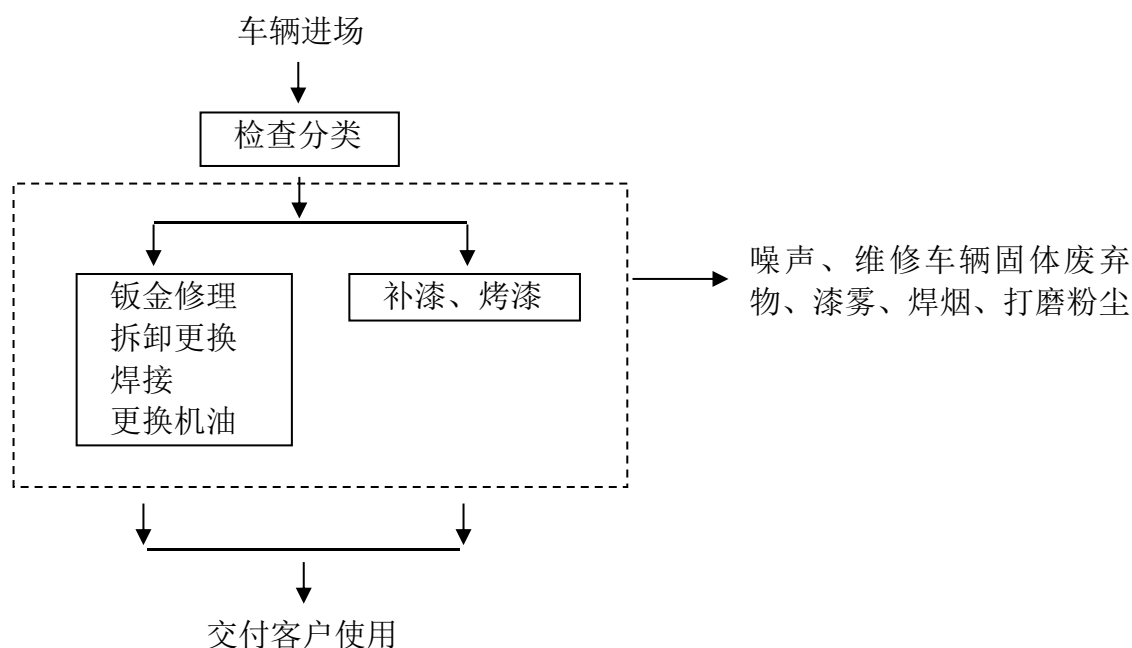 车辆进场
检查分类
钣金修理
拆卸更换
焊接
更换机油
补漆、烤漆
噪声、维修车辆固体废弃
物、漆雾、焊烟、打磨粉尘
交付客户使用